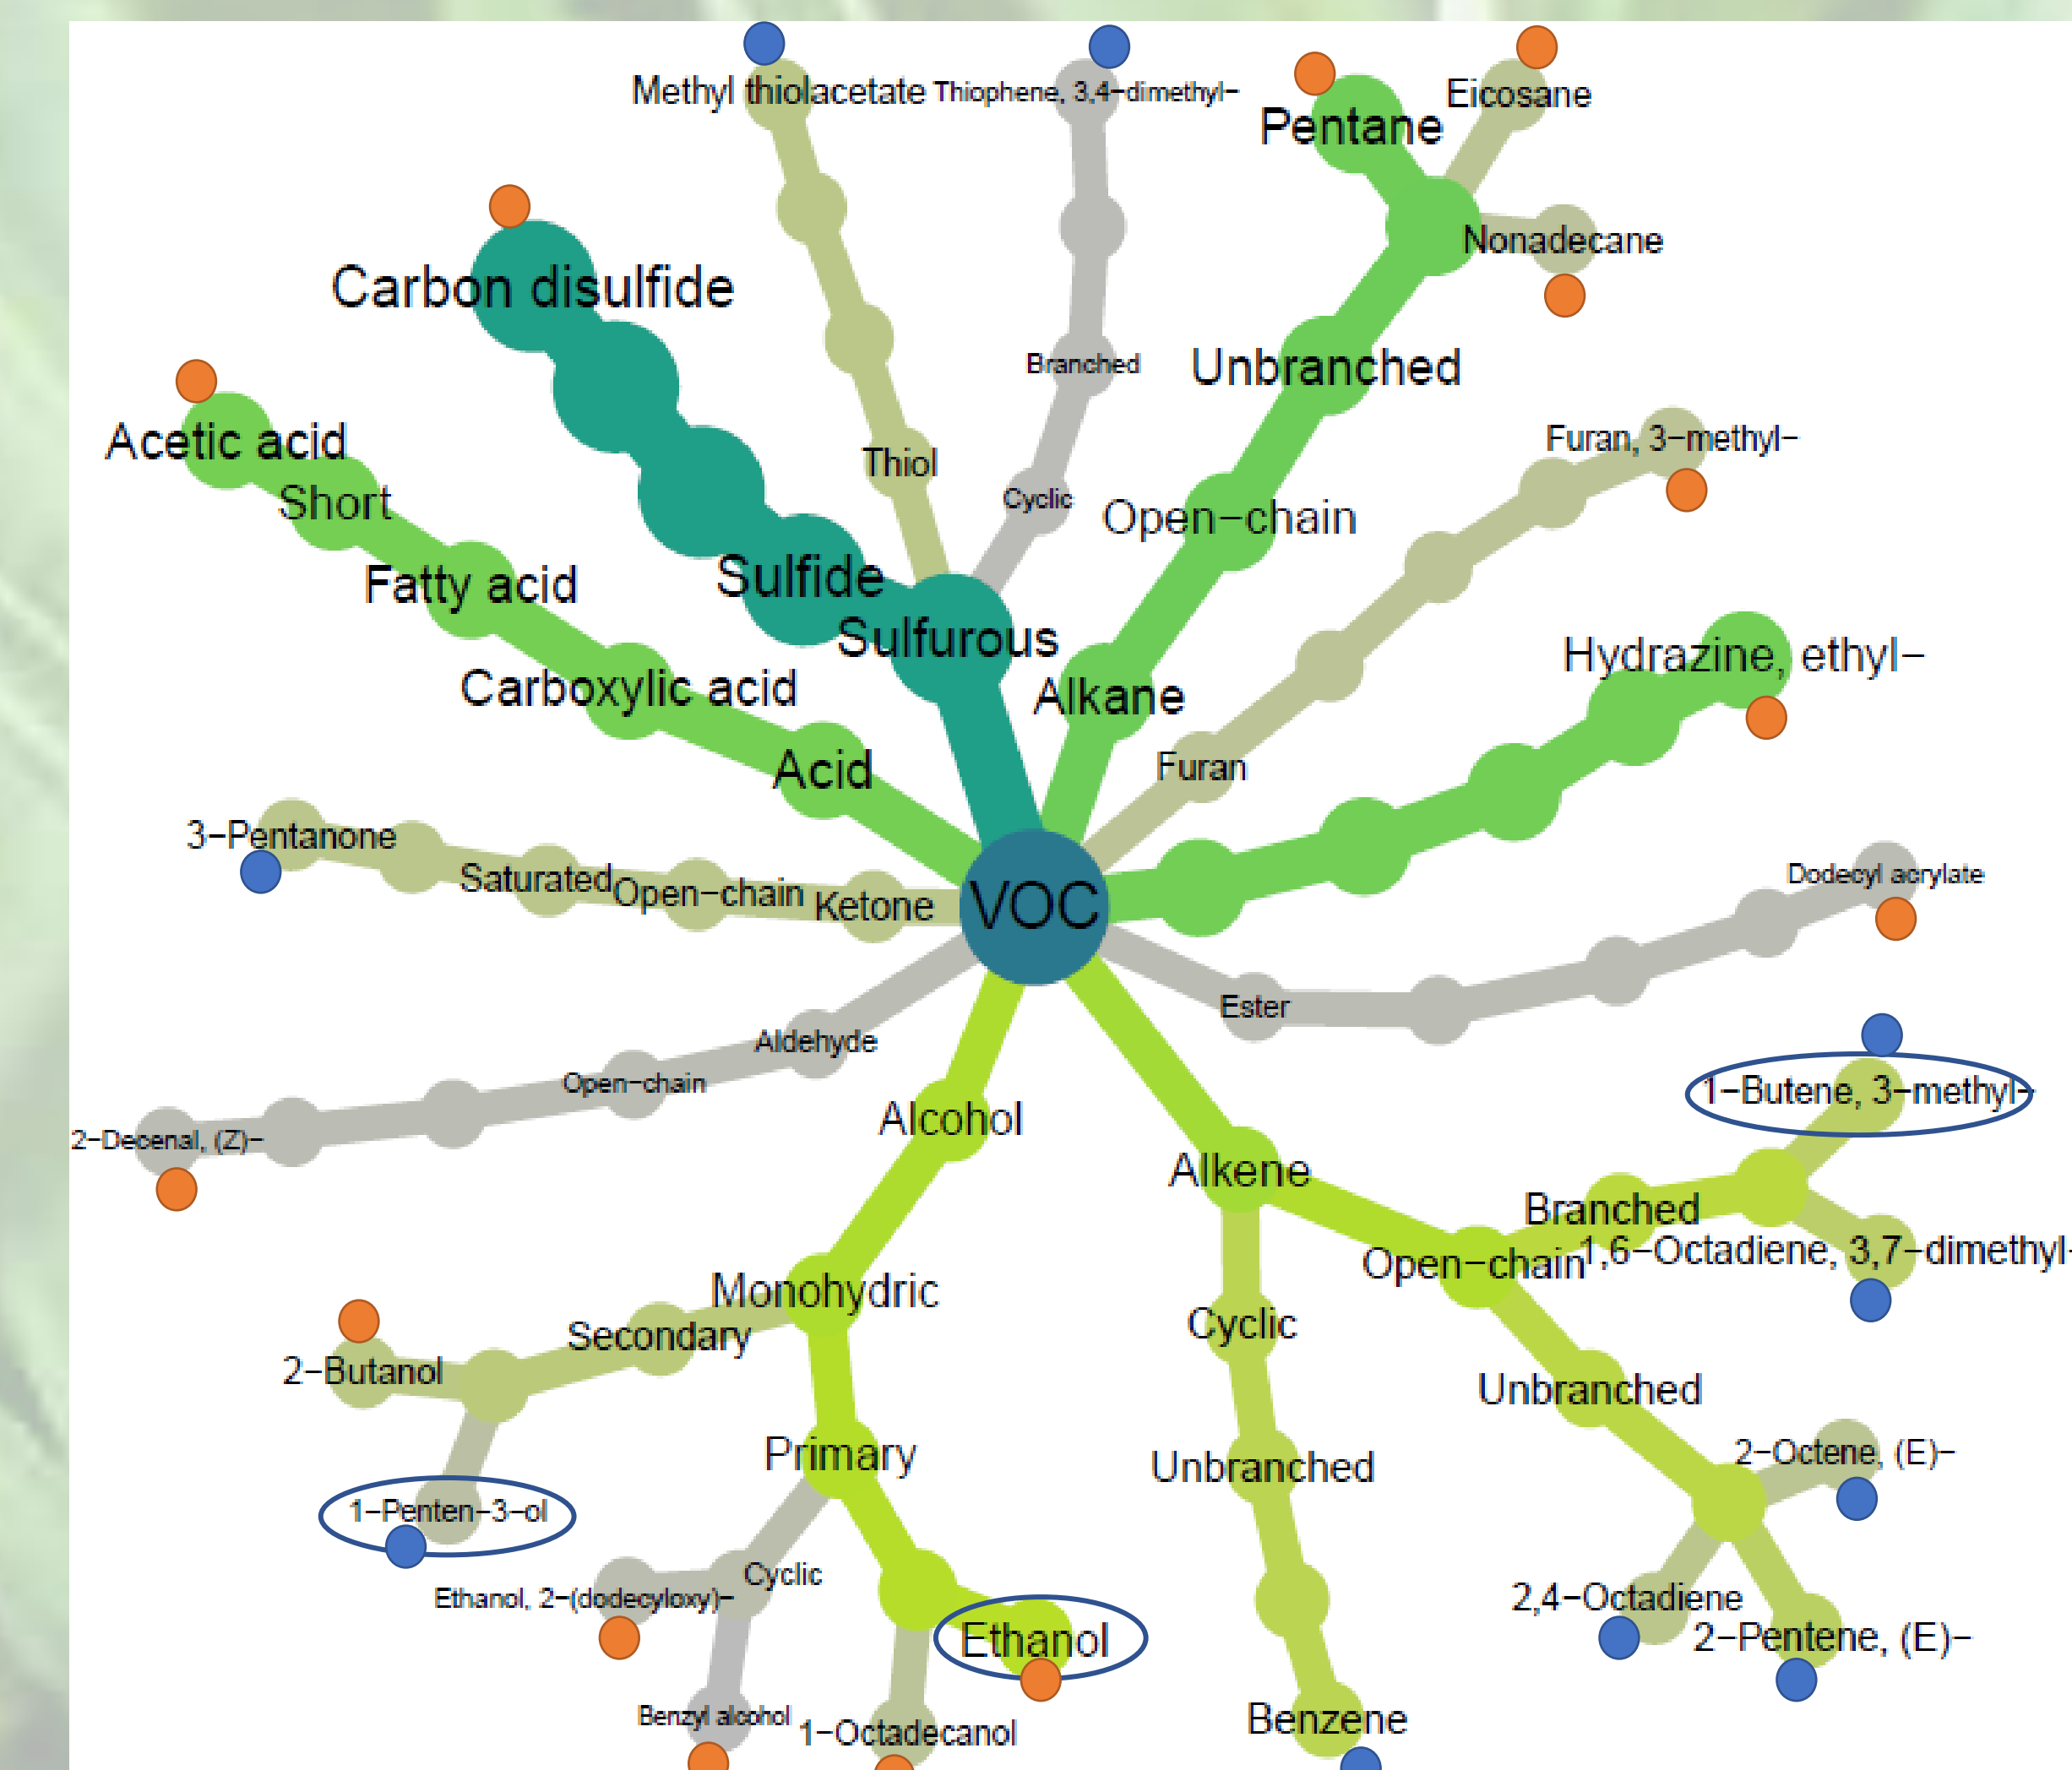 Methyl thiolacetate
Thiophene, 3,4−dimethyl−
Eicosane
Pentane
Nonadecane
Carbon disulfide
Branched
Unbranched
Acetic acid
Furan, 3−methyl−
Thiol
Short
Cyclic
Open−chain
Fatty acid
Sulfide
Sulfurous
Hydrazine, ethyl−
Carboxylic acid
Alkane
Acid
Furan
3−Pentanone
Saturated
Open−chain
Ketone
VOC
Dodecyl acrylate
Ester
Aldehyde
Open−chain
2−Decenal, (Z)−
Alcohol
1−Butene, 3−methyl−
Alkene
Branched
Open−chain
1,6−Octadiene, 3,7−dimethyl−
Monohydric
Secondary
2−Butanol
Cyclic
Unbranched
Primary
Unbranched
2−Octene, (E)−
1−Penten−3−ol
Cyclic
Ethanol, 2−(dodecyloxy)−
Ethanol
2,4−Octadiene
2−Pentene, (E)−
Benzyl alcohol
1−Octadecanol
Benzene